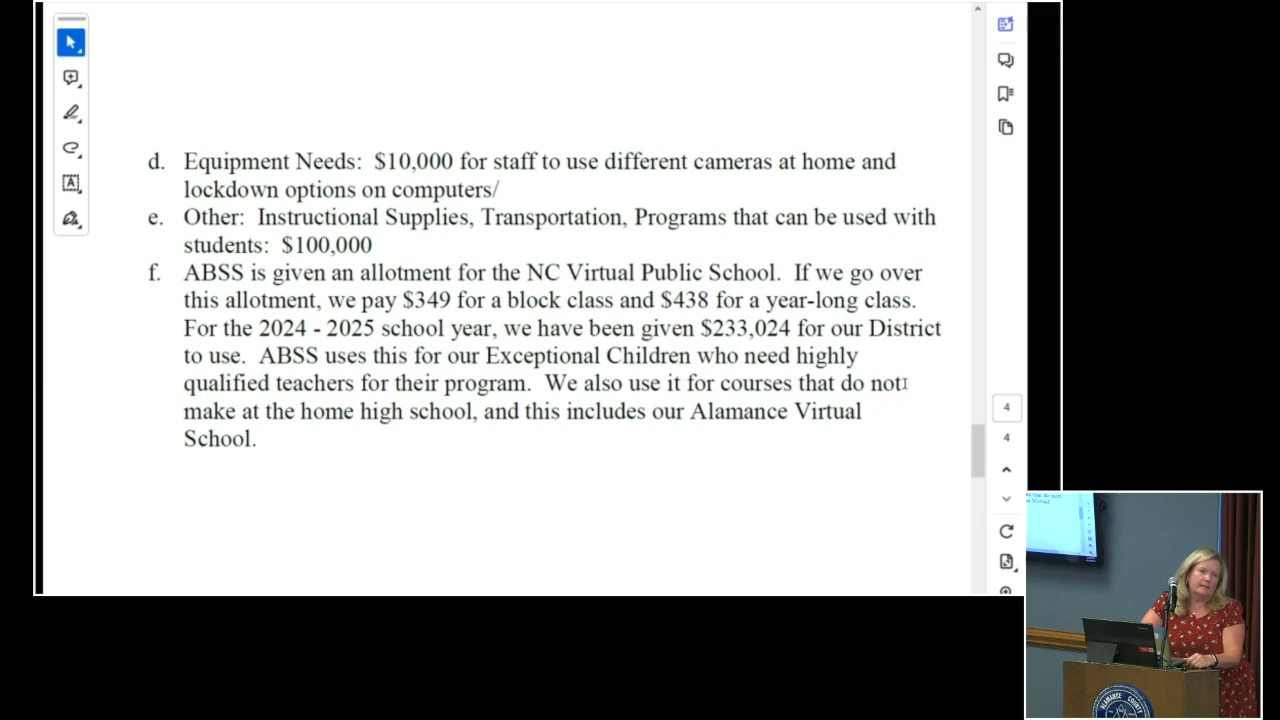 d. Equipment Needs: $10,000 for staff to use different cameras at home and
lockdown options on computers/
e. Other: Instructional Supplies, Transportation, Programs that can be used with
students: $100,000
f. ABSS is given an allotment for the NC Virtual Public School. If we go over
this allotment, we pay $349 for a block class and $438 for a year-long class.
For the 2024 - 2025 school year, we have been given $233,024 for our District
to use. ABSS uses this for our Exceptional Children who need highly
qualified teachers for their program. We also use it for courses that do not
make at the home high school, and this includes our Alamance Virtual
School.
4
4
ALAMANCE COUNTY